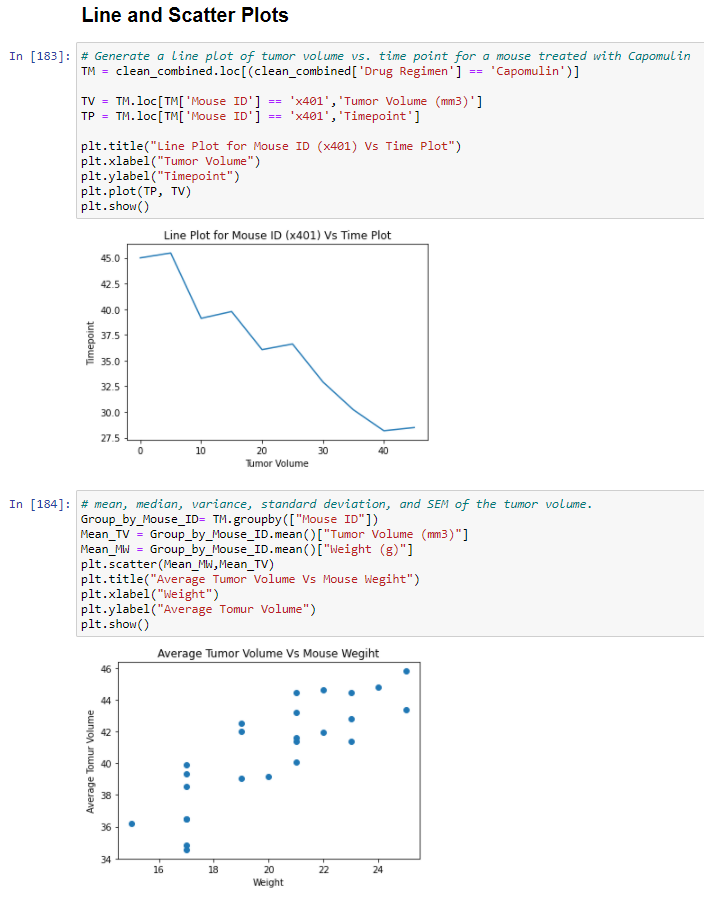 Line and Scatter Plots
In [183]: # Generate a line plot of tumor volume vs. time point for a mouse treated with Capomulin
TM = clean_combined.loc[(clean_combined['Drug Regimen'] == 'Capomulin')]
TV = TM.loc[TM['Mouse ID'] == 'x401','Tumor Volume (mm3)']
TP = TM.loc[TM['Mouse ID'] == 'x401','Timepoint']
plt.title("Line Plot for Mouse ID (x401) Vs Time Plot")
plt.xlabel("Tumor Volume")
plt.ylabel("Timepoint")
plt.plot(TP, TV)
plt.show()
Line Plot for Mouse ID (x401) Vs Time Plot
45.0
42.5
40.0
37.5
35.0
32.5
30.0
27.5
Timepoint
0 10 20 30 40
Tumor Volume
In [184]: # mean, median, variance, standard deviation, and SEM of the tumor volume.
Group_by_Mouse_ID= TM.groupby(["Mouse ID"])
Mean_TV = Group_by_Mouse_ID.mean()["Tumor Volume (mm3)"]
Mean_MW = Group_by_Mouse_ID.mean()["Weight (g)"]
plt.scatter(Mean_MW,Mean_TV)
plt.title("Average Tumor Volume Vs Mouse Wegiht")
plt.xlabel("Weight")
plt.ylabel("Average Tomur Volume")
plt.show()
Average Tumor Volume Vs Mouse Wegiht
46
44
42
40
38
36
34
Average Tomur Volume
16 18 20 22 24
Weight